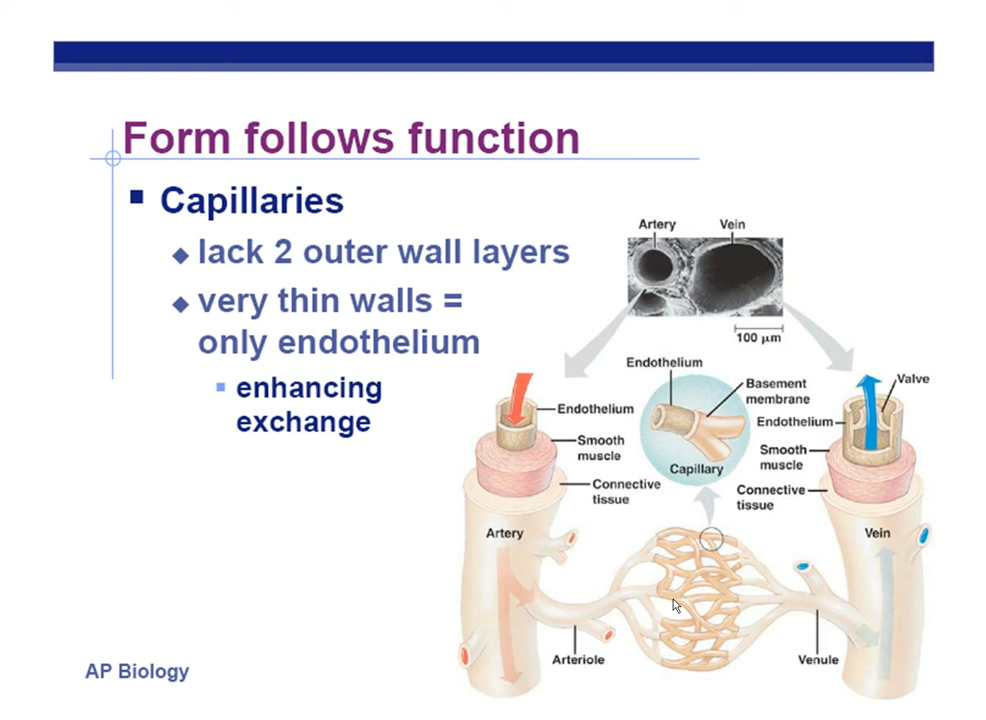 Form follows function
Capillaries
lack 2 outer wall layers
very thin walls =
only endothelium
enhancing
exchange
Artery
Vein
100 µm
Endothelium
Basement
membrane
Capillary
Endothelium
Smooth
muscle
Connective
tissue
Artery
Valve
Endothelium
Smooth
muscle
Connective
tissue
Vein
Arteriole
Venule
AP Biology